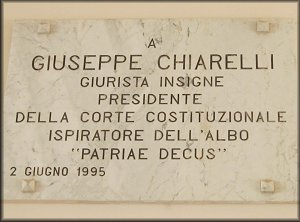 A
GIUSEPPE CHIARELLI
GIURISTA INSIGNE
PRESIDENTE
DELLA CORTE COSTITUZIONALE
ISPIRATORE DELL'ALBO
"PATRIAE DECUS"
2 GIUGNO 1995